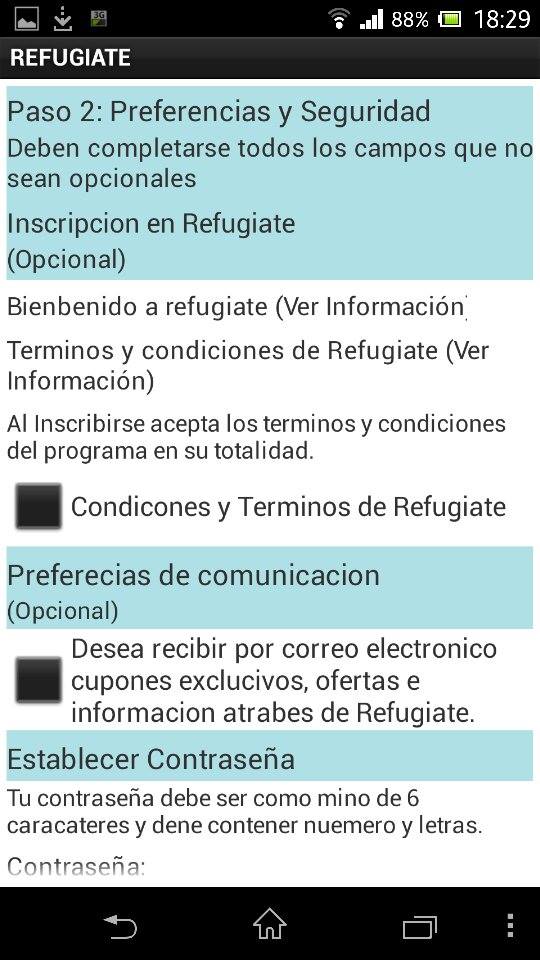 3G
88%
18:29
REFUGIATE
Paso 2: Preferencias y Seguridad
Deben completarse todos los campos que no
sean opcionales
Inscripcion en Refugiate
(Opcional)
Bienbenido a refugiate (Ver Información)
Terminos y condiciones de Refugiate (Ver
Información)
Al Inscribirse acepta los terminos y condiciones
del programa en su totalidad.
Condicones y Terminos de Refugiate
Preferecias de comunicacion
(Opcional)
Desea recibir por correo electronico
cupones exclucivos, ofertas e
informacion atrabes de Refugiate.
Establecer Contraseña
Tu contraseña debe ser como mino de 6
caracateres y dene contener nuemero y letras.
Contraseña: